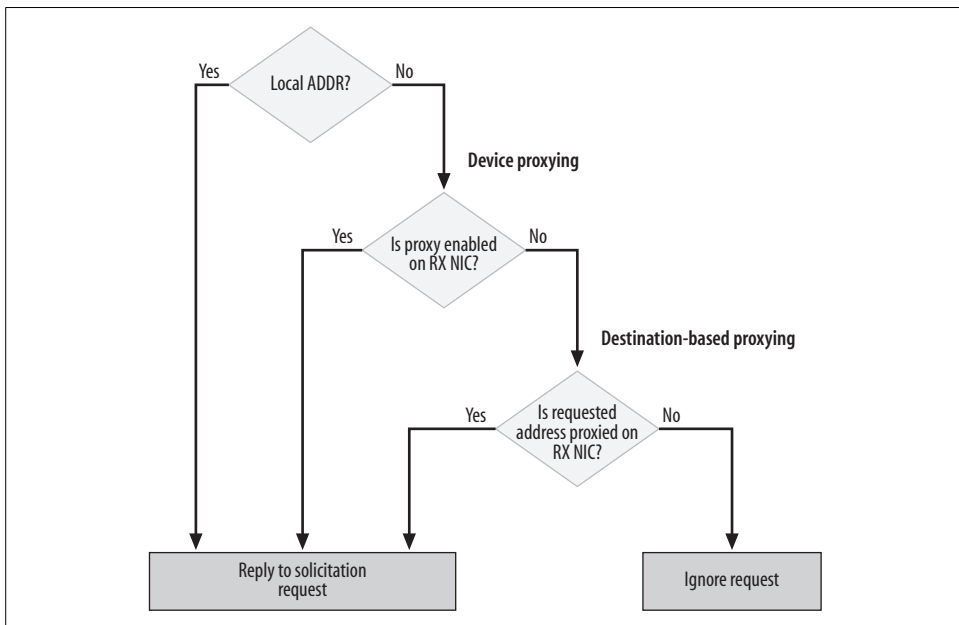 Yes
Local ADDR?
No
Device proxying
Yes
Is proxy enabled
on RX NIC?
No
Destination-based proxying
Yes
Is requested
address proxied on
RX NIC?
No
Reply to solicitation
request
Ignore request